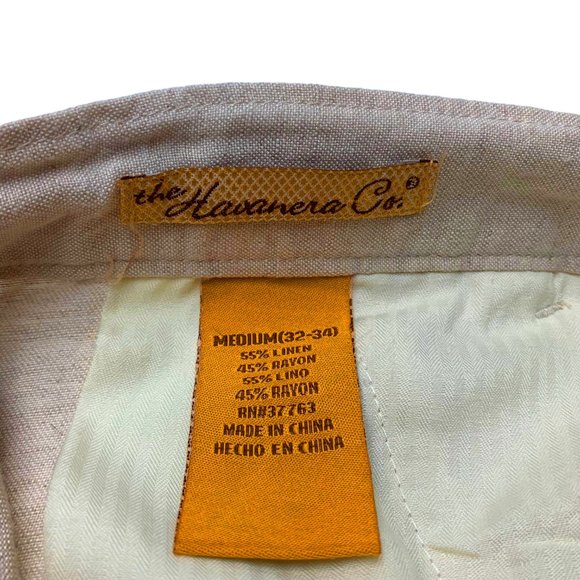 the Havanera Co.®
MEDIUM(32-34)
55% LINEN
45% RAYON
55% LINO
45% RAYON
RN#37763
MADE IN CHINA
HECHO EN CHINA